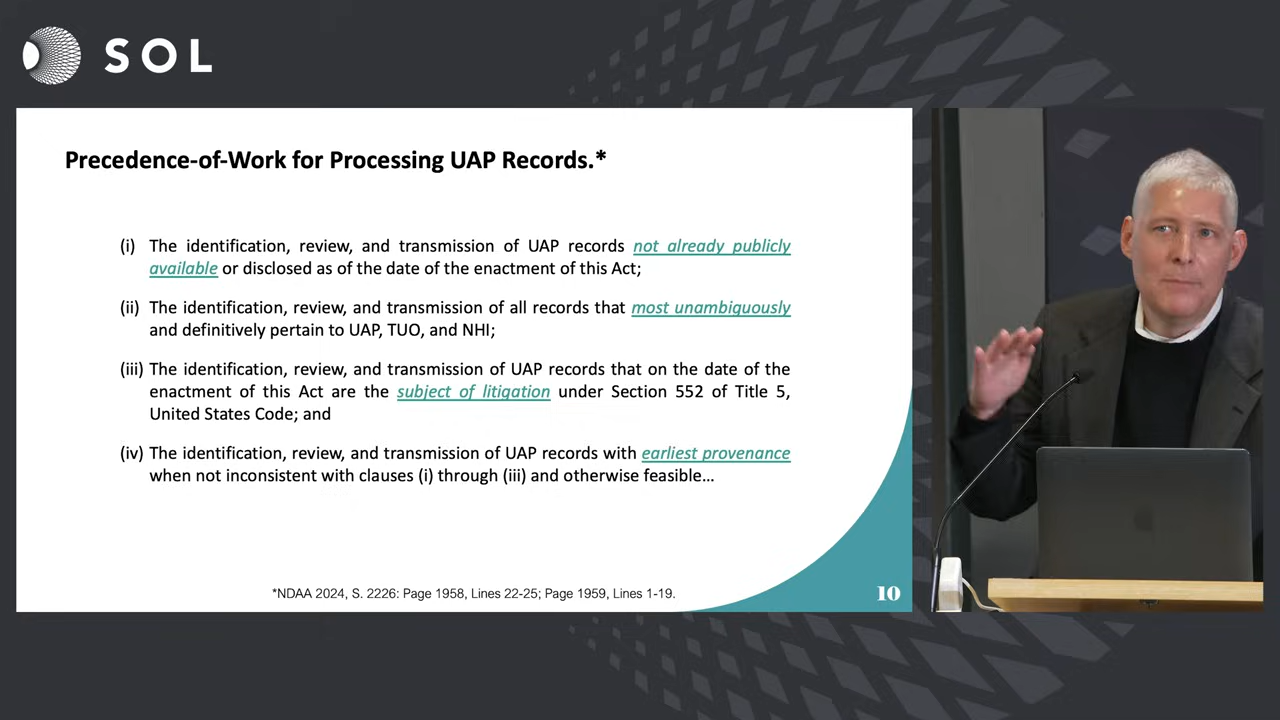 SOL
Precedence-of-Work for Processing UAP Records.*
(i) The identification, review, and transmission of UAP records not already publicly
available or disclosed as of the date of the enactment of this Act;
(ii) The identification, review, and transmission of all records that most unambiguously
and definitively pertain to UAP, TUO, and NHI;
(iii) The identification, review, and transmission of UAP records that on the date of the
enactment of this Act are the subject of litigation under Section 552 of Title 5,
United States Code; and
(iv) The identification, review, and transmission of UAP records with earliest provenance
when not inconsistent with clauses (i) through (iii) and otherwise feasible…
*NDAA 2024, S. 2226: Page 1958, Lines 22-25; Page 1959, Lines 1-19.
10